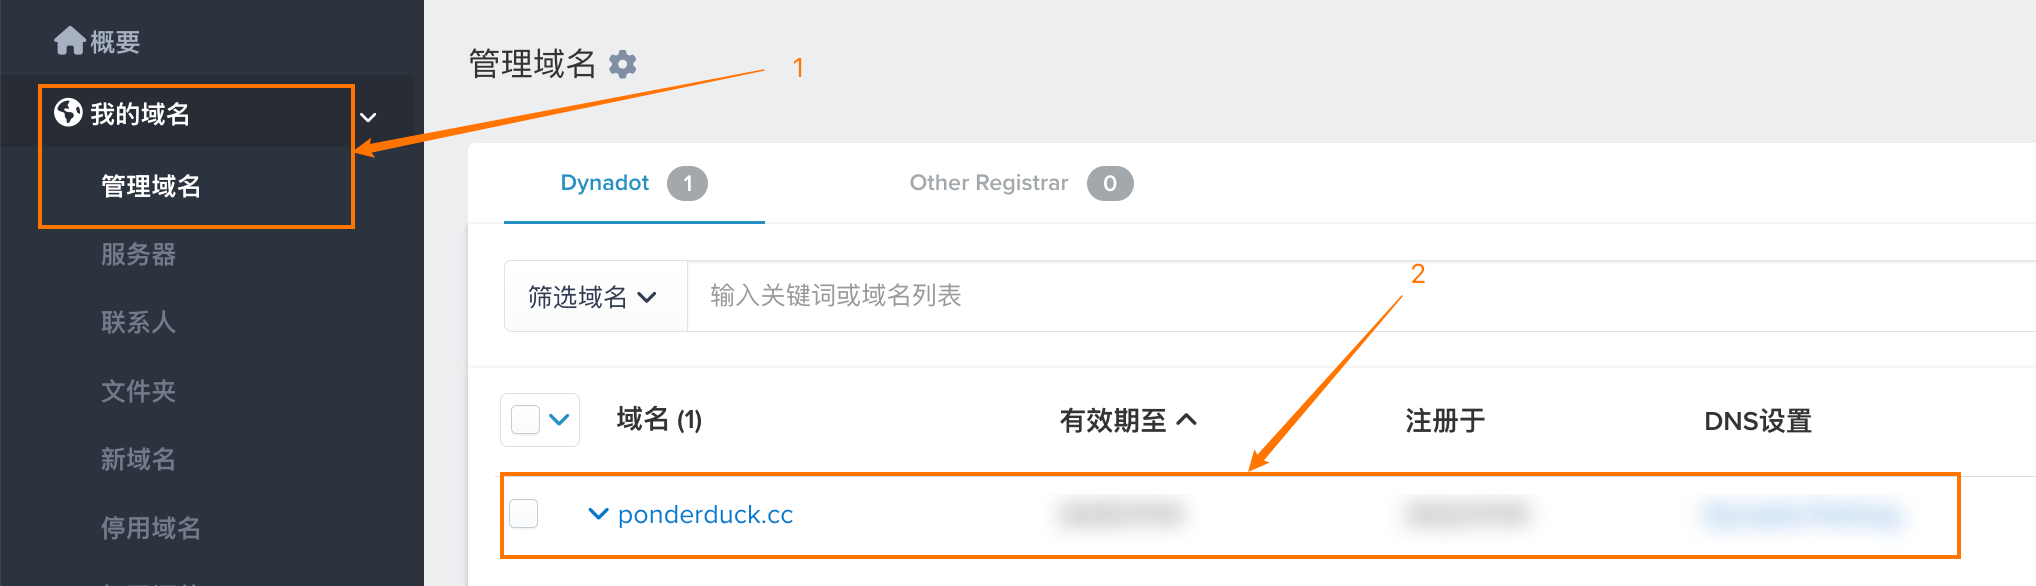 概要
我的域名
管理域名
服务器
联系人
文件夹
新域名
停用域名
管理域名
1
Dynadot 1
Other Registrar 0
筛选域名 输入关键词或域名列表
2
域名 (1) 有效期至 注册于 DNS设置
ponderduck.cc